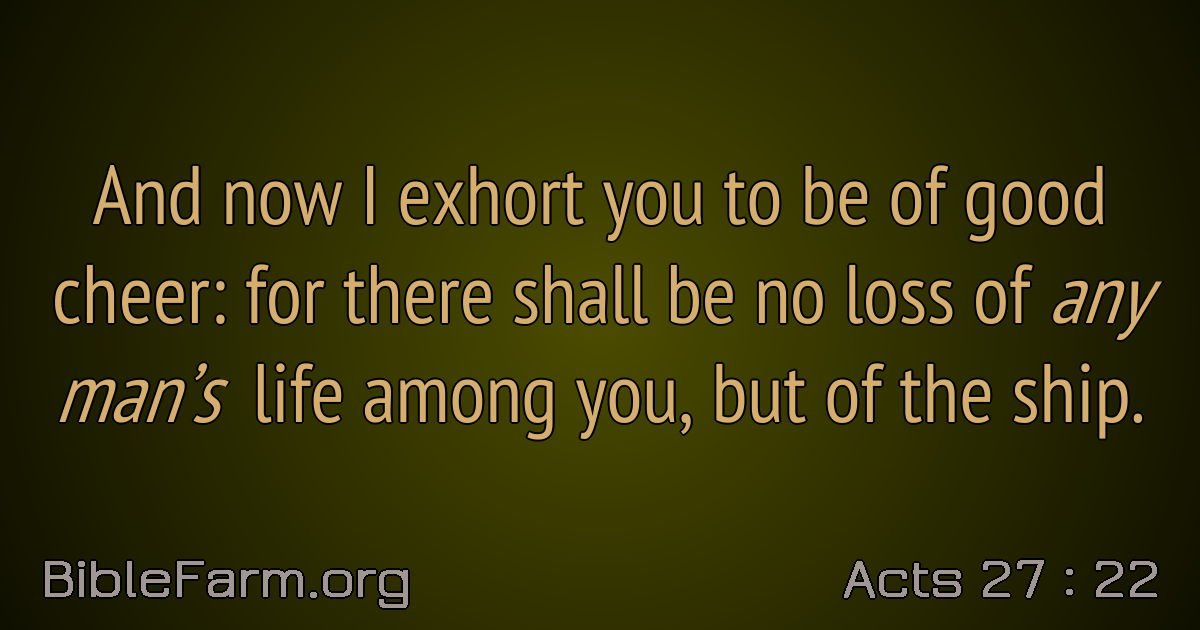 And now I exhort you to be of good
cheer: for there shall be no loss of any
man’s life among you, but of the ship.
BibleFarm.org
Acts 27 : 22